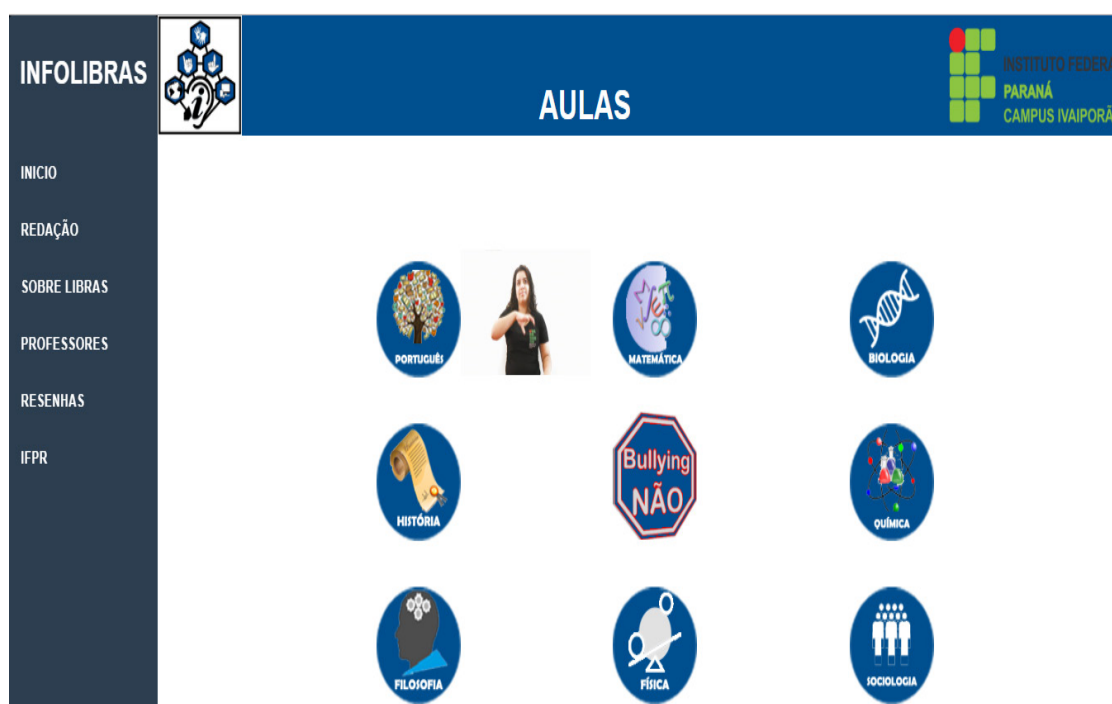 INFOLIBRAS
AULAS
INSTITUTO FEDERA
PARANÁ
CAMPUS IVAIPORÃ
INICIO
REDAÇÃO
SOBRE LIBRAS
PROFESSORES
RESENHAS
IFPR
PORTUGUÊS
MATEMÁTICA
BIOLOGIA
HISTÓRIA
Bullying
NÃO
QUÍMICA
FILOSOFIA
FÍSICA
SOCIOLOGIA